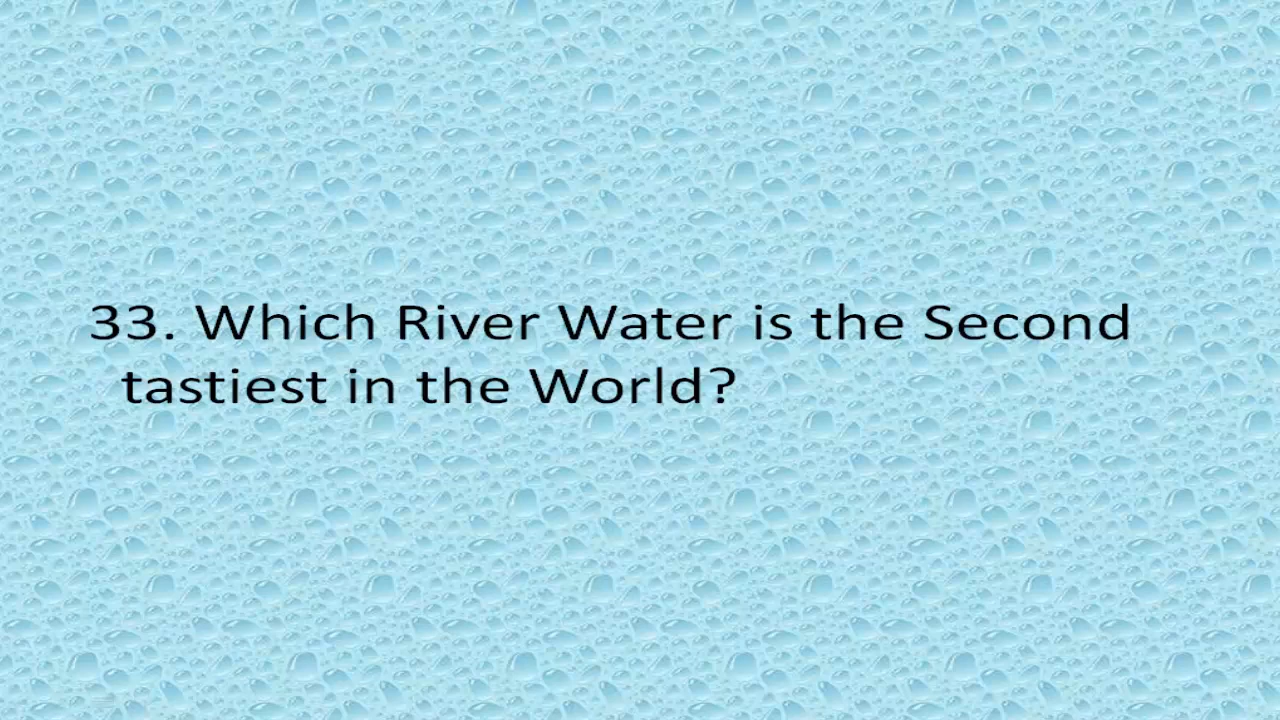 33. Which River Water is the Second
tastiest in the World?